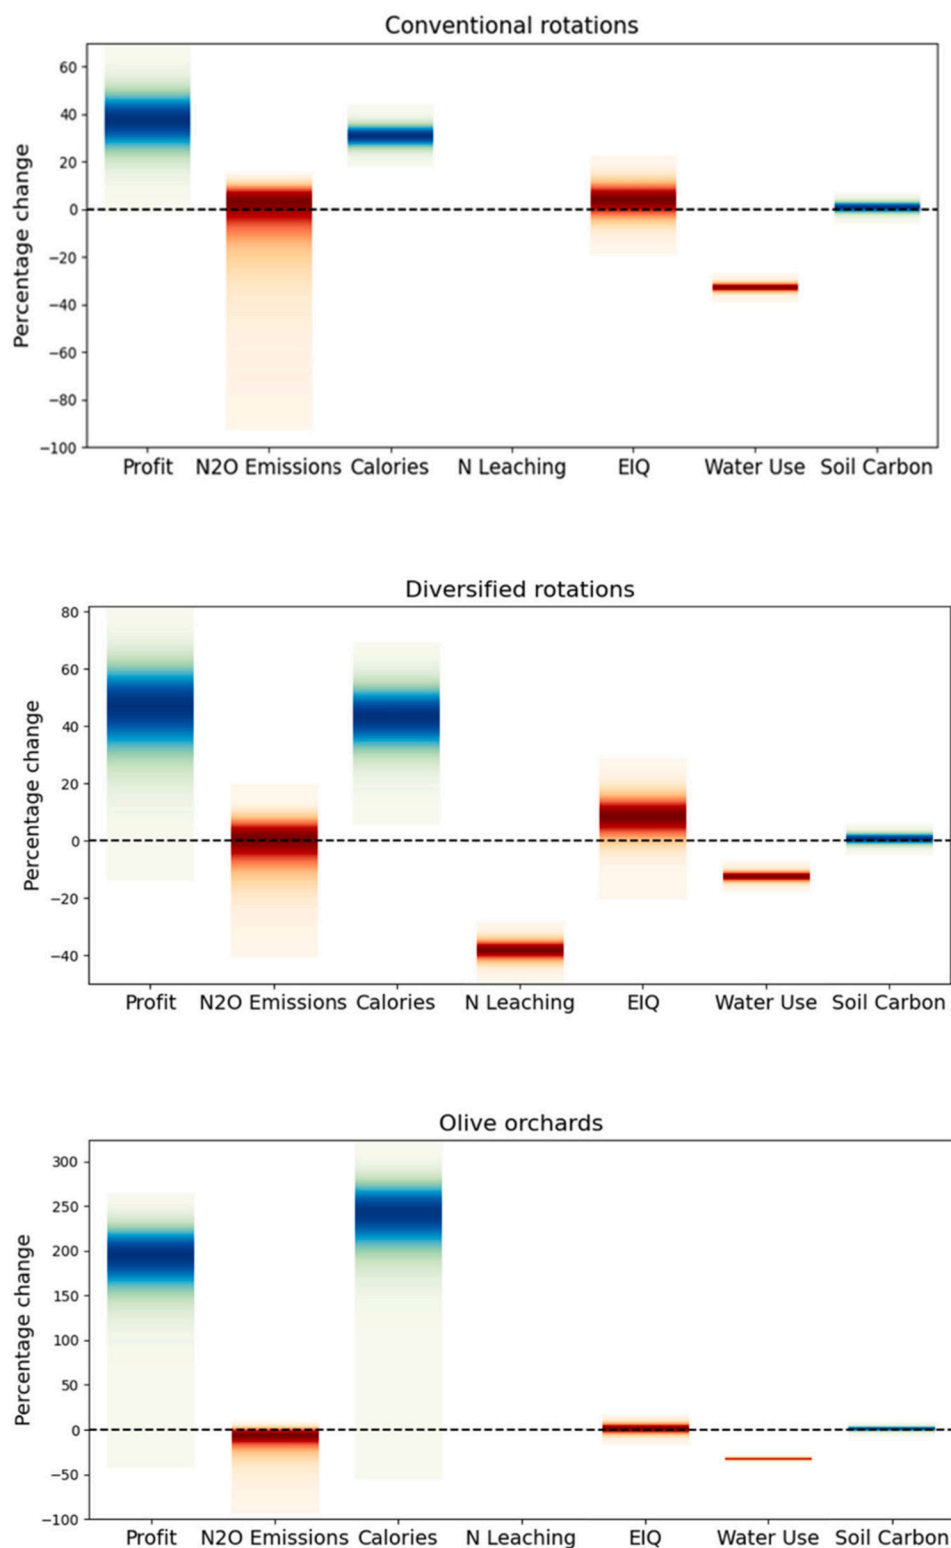 Conventional rotations
Percentage change
60
40
20
0
−20
−40
−60
−80
−100
Profit N2O Emissions Calories N Leaching EIQ Water Use Soil Carbon
Diversified rotations
Percentage change
80
60
40
20
0
−20
−40
Profit N2O Emissions Calories N Leaching EIQ Water Use Soil Carbon
Olive orchards
Percentage change
300
250
200
150
100
50
0
−50
−100
Profit N2O Emissions Calories N Leaching EIQ Water Use Soil Carbon